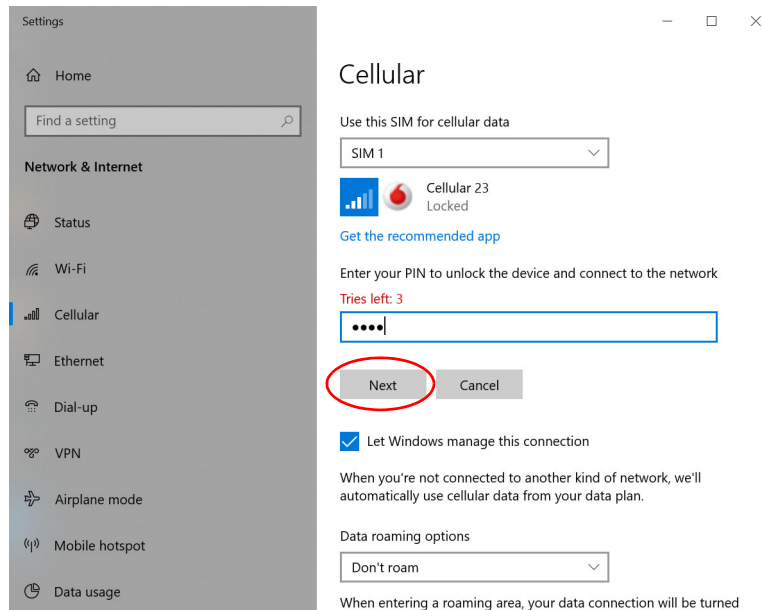 Settings
Home
Find a setting
Network & Internet
Status
Wi-Fi
Cellular
Ethernet
Dial-up
VPN
Airplane mode
Mobile hotspot
Data usage
Cellular
Use this SIM for cellular data
SIM 1
Cellular 23
Locked
Get the recommended app
Enter your PIN to unlock the device and connect to the network
Tries left: 3
••••
Next
Cancel
Let Windows manage this connection
When you're not connected to another kind of network, we'll
automatically use cellular data from your data plan.
Data roaming options
Don't roam
When entering a roaming area, your data connection will be turned